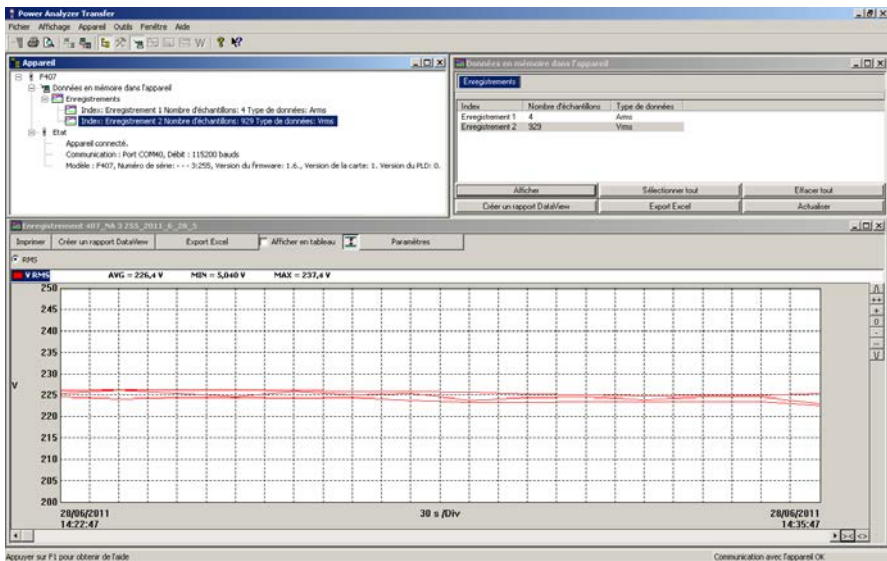 Power Analyzer Transfer
Fichier Affichage Appareil Outils Fenêtre Aide
Appareil
F407
Données en mémoire dans l'appareil
Enregistrements
Index: Enregistrement 1 Nombre d'échantillons: 4 Type de données: Arms
Index: Enregistrement 2 Nombre d'échantillons: 929 Type de données: Vrms
Etat
Appareil connecté.
Communication : Port COM40, Débit : 115200 bauds
Modèle : F407, Numéro de série: - - - 3:255, Version du firmware: 1.6., Version de la carte: 1. Version du PLD: 0.
Données en mémoire dans l'appareil
Enregistrements
Index Nombre d'échantillons Type de données
Enregistrement 1 4 Arms
Enregistrement 2 929 Vrms
Afficher Sélectionner tout Effacer tout
Créer un rapport DataView Export Excel Actualiser
Enregistrement 407_NA 3 255_2011_6_28_5
Imprimer Créer un rapport DataView Export Excel Afficher en tableau Paramètres
RMS
V RMS AVG = 226,4 V MIN = 5,040 V MAX = 237,4 V
250
245
240
235
230
V
225
220
215
210
205
200
28/06/2011 30 s /Div 28/06/2011
14:22:47 14:35:47
Appuyer sur F1 pour obtenir de l'aide Communication avec l'appareil OK